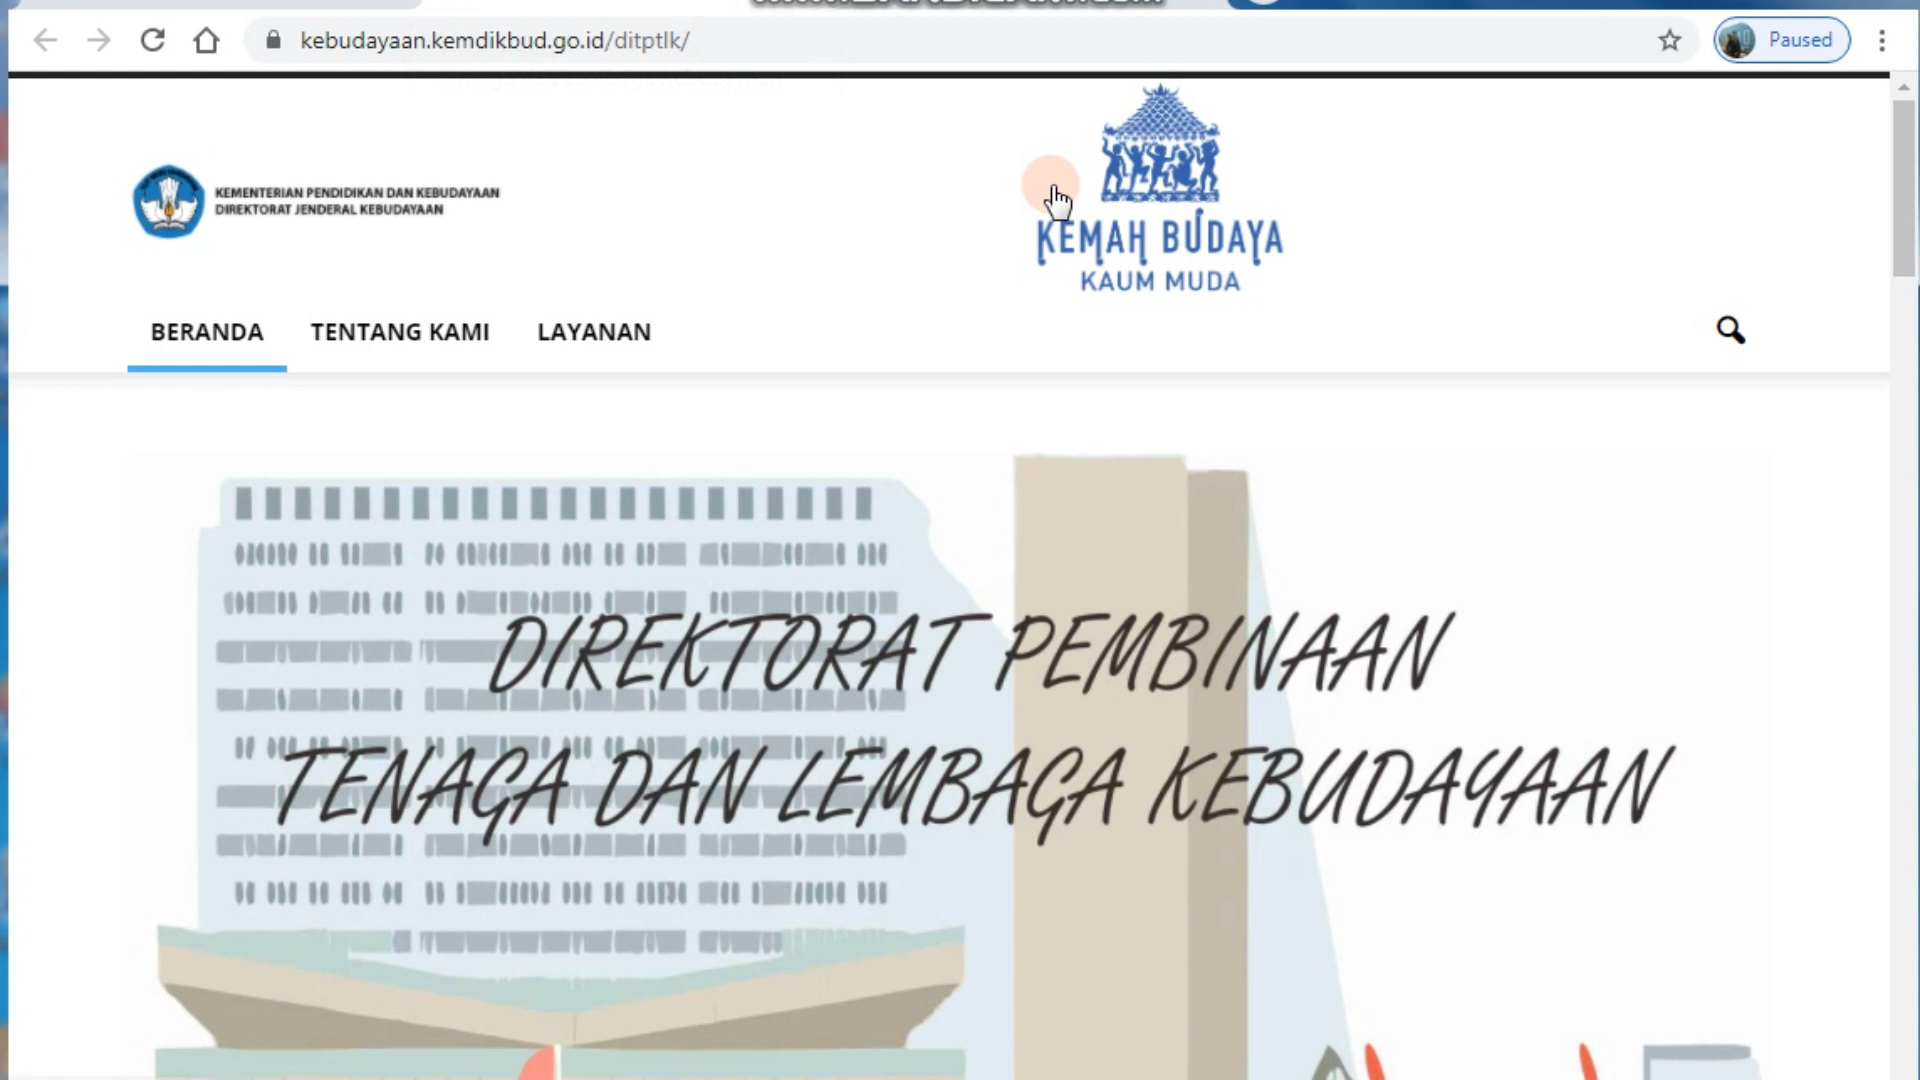 kebudayaan.kemdikbud.go.id/ditptlk/
Paused
KEMENTERIAN PENDIDIKAN DAN KEBUDAYAAN
DIREKTORAT JENDERAL KEBUDAYAAN
KEMAH BUDAYA
KAUM MUDA
BERANDA
TENTANG KAMI
LAYANAN
DIREKTORAT PEMBINAAN
TENAGA DAN LEMBAGA KEBUDAYAAN